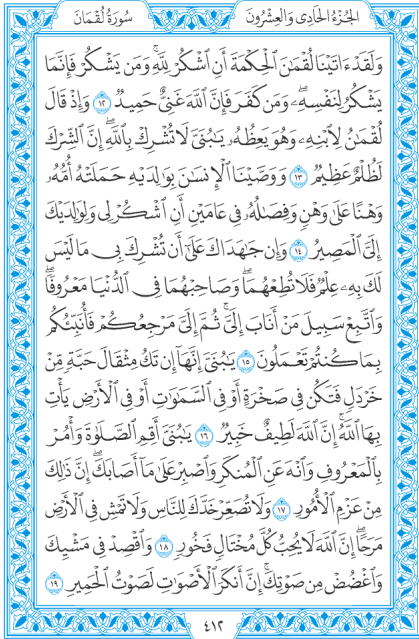 الجزء الحادي والعشرون
سورة لقمان
وَلَقَدْ ءَاتَيْنَا لُقْمَٰنَ ٱلْحِكْمَةَ أَنِ ٱشْكُرْ لِلَّهِۚ وَمَن يَشْكُرْ فَإِنَّمَا
يَشْكُرُ لِنَفْسِهِۦۖ وَمَن كَفَرَ فَإِنَّ ٱللَّهَ غَنِيٌّ حَمِيدٌ ١٢ وَإِذْ قَالَ
لُقْمَٰنُ لِٱبْنِهِۦ وَهُوَ يَعِظُهُۥ يَٰبُنَيَّ لَا تُشْرِكْ بِٱللَّهِۖ إِنَّ ٱلشِّرْكَ
لَظُلْمٌ عَظِيمٌ ١٣ وَوَصَّيْنَا ٱلْإِنسَٰنَ بِوَٰلِدَيْهِ حَمَلَتْهُ أُمُّهُۥ
وَهْنًا عَلَىٰ وَهْنٍ وَفِصَٰلُهُۥ فِي عَامَيْنِ أَنِ ٱشْكُرْ لِي وَلِوَٰلِدَيْكَ
إِلَيَّ ٱلْمَصِيرُ ١٤ وَإِن جَٰهَدَاكَ عَلَىٰٓ أَن تُشْرِكَ بِي مَا لَيْسَ
لَكَ بِهِۦ عِلْمٌ فَلَا تُطِعْهُمَاۖ وَصَاحِبْهُمَا فِي ٱلدُّنْيَا مَعْرُوفًاۖ
وَٱتَّبِعْ سَبِيلَ مَنْ أَنَابَ إِلَيَّۚ ثُمَّ إِلَيَّ مَرْجِعُكُمْ فَأُنَبِّئُكُم
بِمَا كُنتُمْ تَعْمَلُونَ ١٥ يَٰبُنَيَّ إِنَّهَآ إِن تَكُ مِثْقَالَ حَبَّةٍ مِّنْ
خَرْدَلٍ فَتَكُن فِي صَخْرَةٍ أَوْ فِي ٱلسَّمَٰوَٰتِ أَوْ فِي ٱلْأَرْضِ يَأْتِ
بِهَا ٱللَّهُۚ إِنَّ ٱللَّهَ لَطِيفٌ خَبِيرٌ ١٦ يَٰبُنَيَّ أَقِمِ ٱلصَّلَوٰةَ وَأْمُرْ
بِٱلْمَعْرُوفِ وَٱنْهَ عَنِ ٱلْمُنكَرِ وَٱصْبِرْ عَلَىٰ مَآ أَصَابَكَۖ إِنَّ ذَٰلِكَ
مِنْ عَزْمِ ٱلْأُمُورِ ١٧ وَلَا تُصَعِّرْ خَدَّكَ لِلنَّاسِ وَلَا تَمْشِ فِي ٱلْأَرْضِ
مَرَحًاۖ إِنَّ ٱللَّهَ لَا يُحِبُّ كُلَّ مُخْتَالٍ فَخُورٍ ١٨ وَٱقْصِدْ فِي مَشْيِكَ
وَٱغْضُضْ مِن صَوْتِكَۚ إِنَّ أَنكَرَ ٱلْأَصْوَٰتِ لَصَوْتُ ٱلْحَمِيرِ ١٩
٤١٢